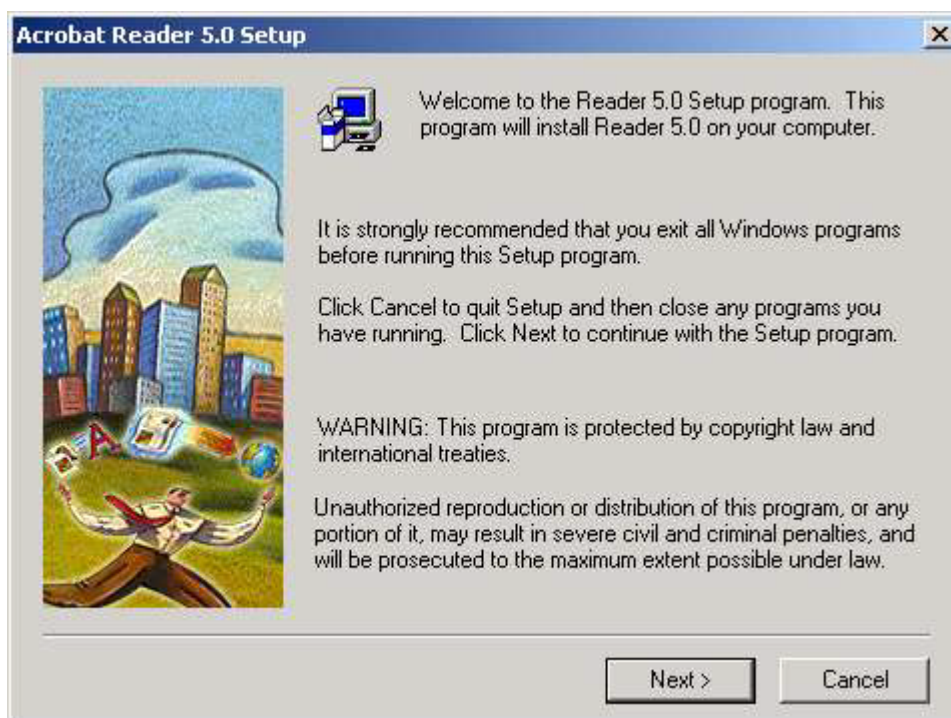 Acrobat Reader 5.0 Setup
Welcome to the Reader 5.0 Setup program.  This
program will install Reader 5.0 on your computer.
It is strongly recommended that you exit all Windows programs
before running this Setup program.
Click Cancel to quit Setup and then close any programs you
have running.  Click Next to continue with the Setup program.
WARNING: This program is protected by copyright law and
international treaties.
Unauthorized reproduction or distribution of this program, or any
portion of it, may result in severe civil and criminal penalties, and
will be prosecuted to the maximum extent possible under law.
A
Next >
Cancel